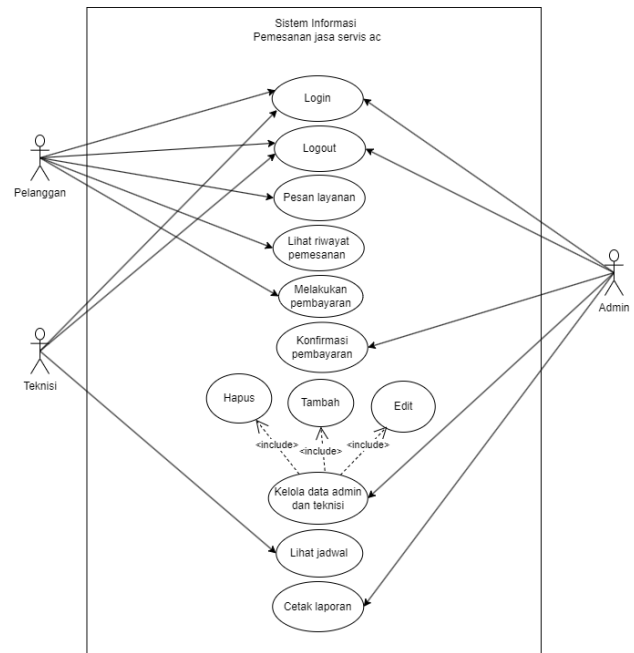 Sistem Informasi
Pemesanan jasa servis ac
Login
Logout
Pelanggan
Pesan layanan
Lihat riwayat
pemesanan
Melakukan
pembayaran
Admin
Konfirmasi
pembayaran
Teknisi
Hapus
Tambah
Edit
<include>
<include>
<include>
Kelola data admin
dan teknisi
Lihat jadwal
Cetak laporan